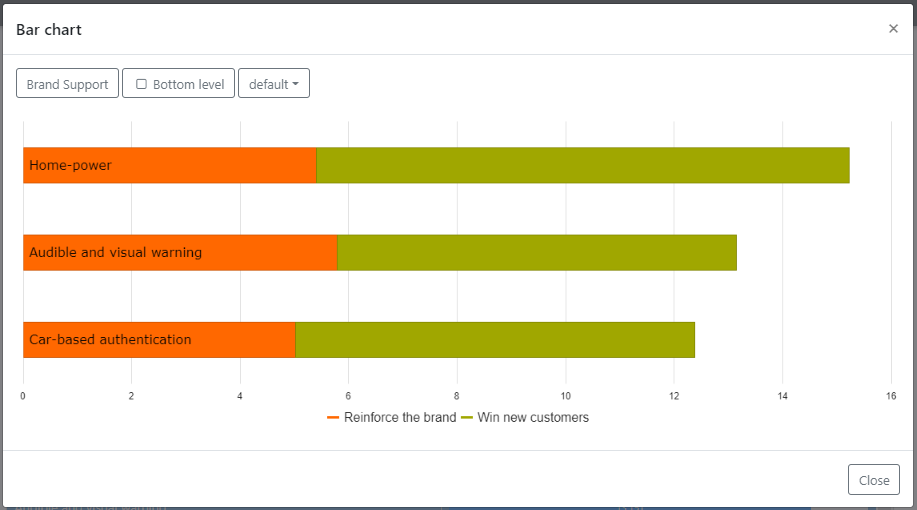 Bar chart
×
Brand Support
Bottom level
default
Home-power
Audible and visual warning
Car-based authentication
0 2 4 6 8 10 12 14 16
Reinforce the brand Win new customers
Close